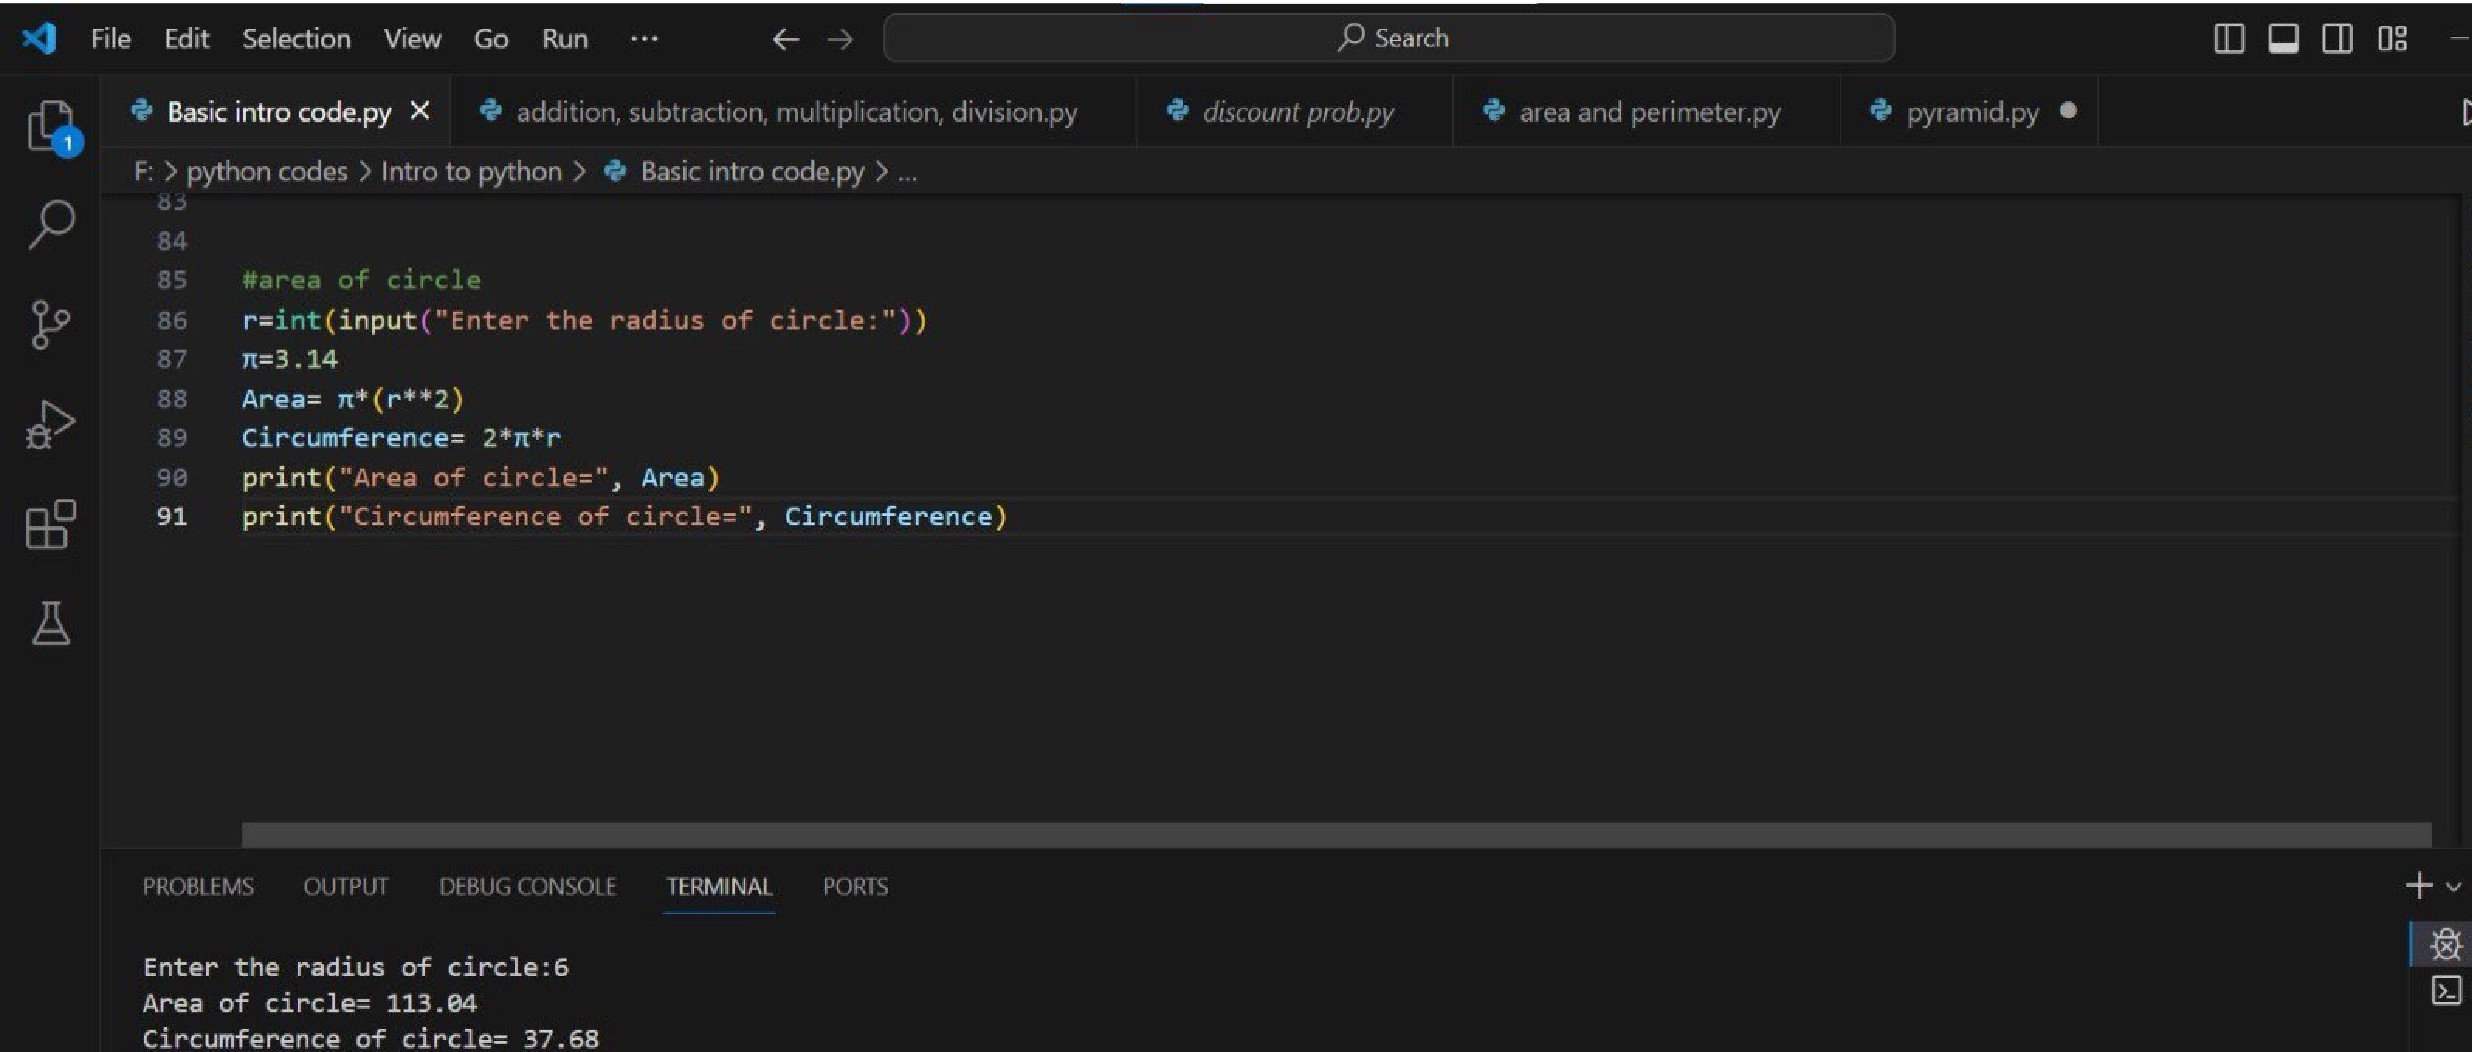 File Edit Selection View Go Run ··· ← → Search
1
Basic intro code.py × addition, subtraction, multiplication, division.py discount prob.py area and perimeter.py pyramid.py ●
F: > python codes > Intro to python > Basic intro code.py > ...
83
84
85 #area of circle
86 r=int(input("Enter the radius of circle:"))
87 π=3.14
88 Area= π*(r**2)
89 Circumference= 2*π*r
90 print("Area of circle=", Area)
91 print("Circumference of circle=", Circumference)
PROBLEMS OUTPUT DEBUG CONSOLE TERMINAL PORTS
Enter the radius of circle:6
Area of circle= 113.04
Circumference of circle= 37.68